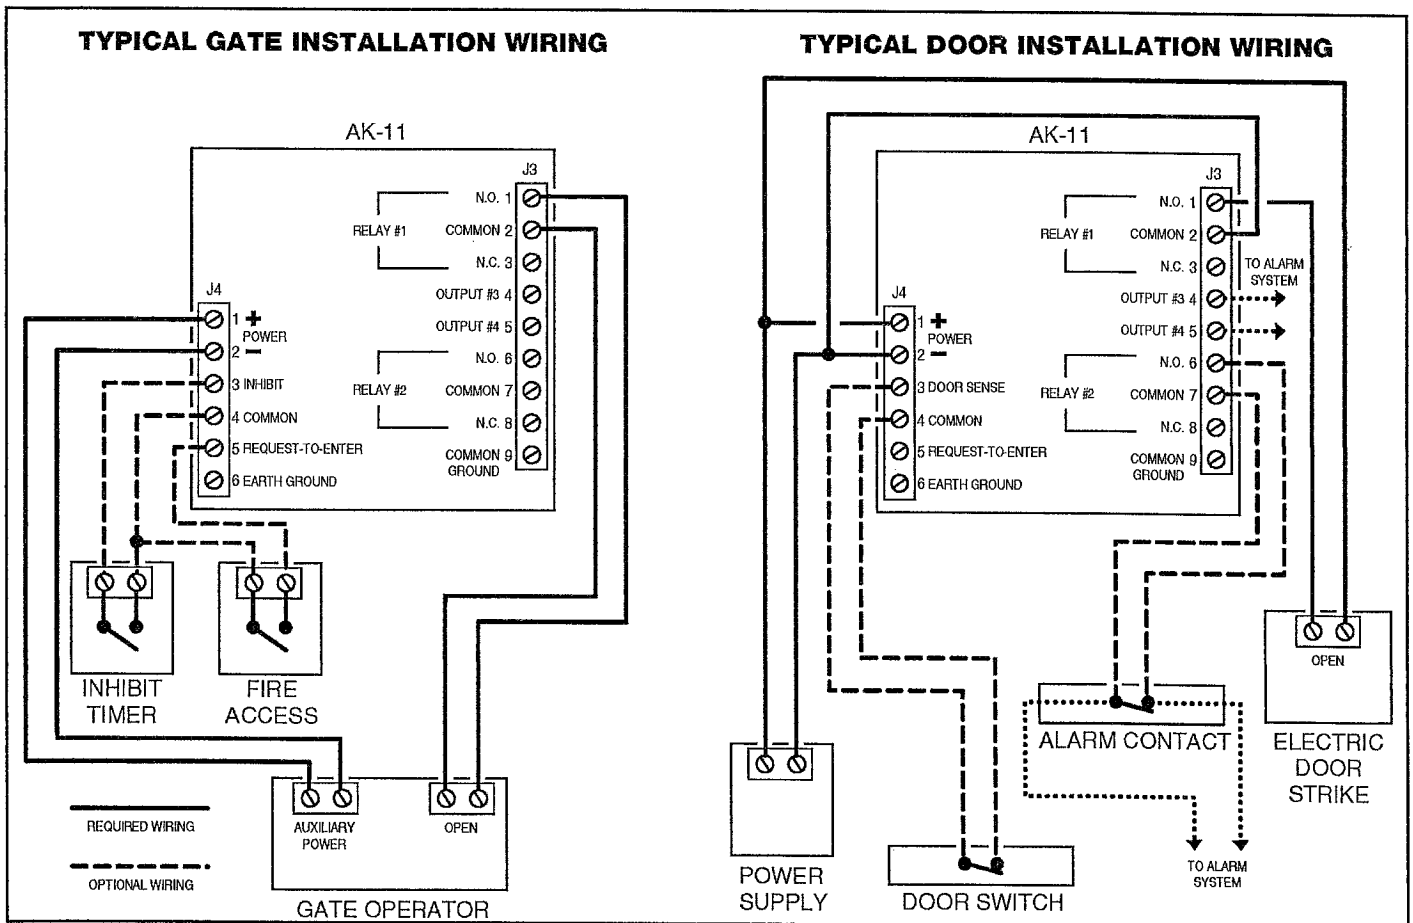 TYPICAL GATE INSTALLATION WIRING
AK-11
J3
N.O. 1
RELAY #1
COMMON 2
N.C. 3
OUTPUT #3 4
OUTPUT #4 5
N.O. 6
RELAY #2
COMMON 7
N.C. 8
COMMON 9
GROUND
J4
1 +
POWER
2 −
3 INHIBIT
4 COMMON
5 REQUEST-TO-ENTER
6 EARTH GROUND
INHIBIT
TIMER
FIRE
ACCESS
REQUIRED WIRING
OPTIONAL WIRING
AUXILIARY
POWER
OPEN
GATE OPERATOR
TYPICAL DOOR INSTALLATION WIRING
AK-11
J3
N.O. 1
RELAY #1
COMMON 2
N.C. 3
TO ALARM
SYSTEM
OUTPUT #3 4
OUTPUT #4 5
N.O. 6
RELAY #2
COMMON 7
N.C. 8
COMMON 9
GROUND
J4
1 +
POWER
2 −
3 DOOR SENSE
4 COMMON
5 REQUEST-TO-ENTER
6 EARTH GROUND
OPEN
ELECTRIC
DOOR
STRIKE
ALARM CONTACT
TO ALARM
SYSTEM
POWER
SUPPLY
DOOR SWITCH